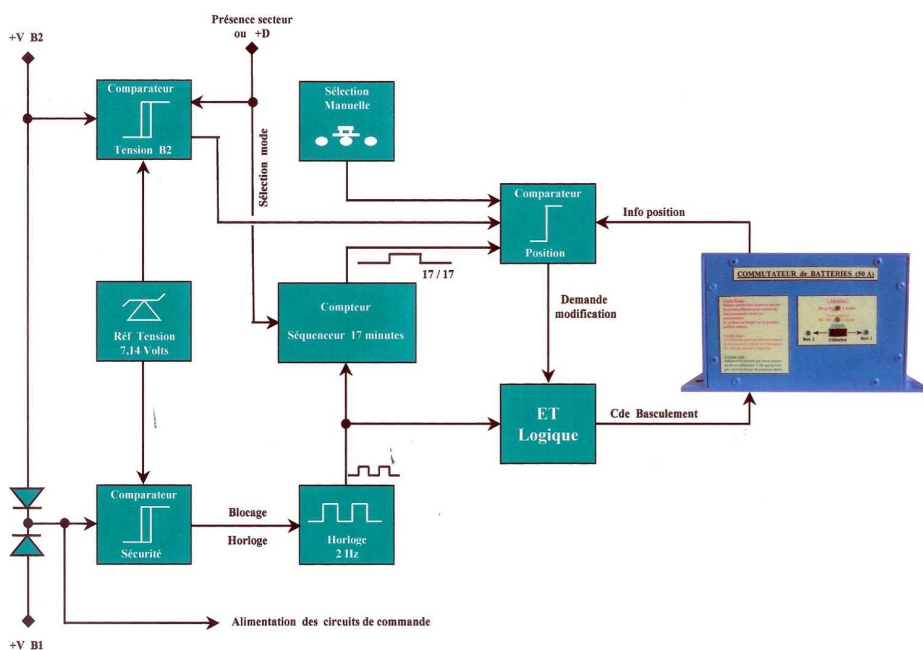 +V B2
Présence secteur
ou +D
Comparateur
Tension B2
Sélection
Manuelle
Sélection mode
Comparateur
Position
Info position
17 / 17
Réf Tension
7,14 Volts
Compteur
Séquenceur 17 minutes
Demande
modification
COMMUTATEUR de BATTERIES (50 A)
ET
Logique
Cde Basculement
Comparateur
Sécurité
Blocage
Horloge
Horloge
2 Hz
Alimentation des circuits de commande
+V B1